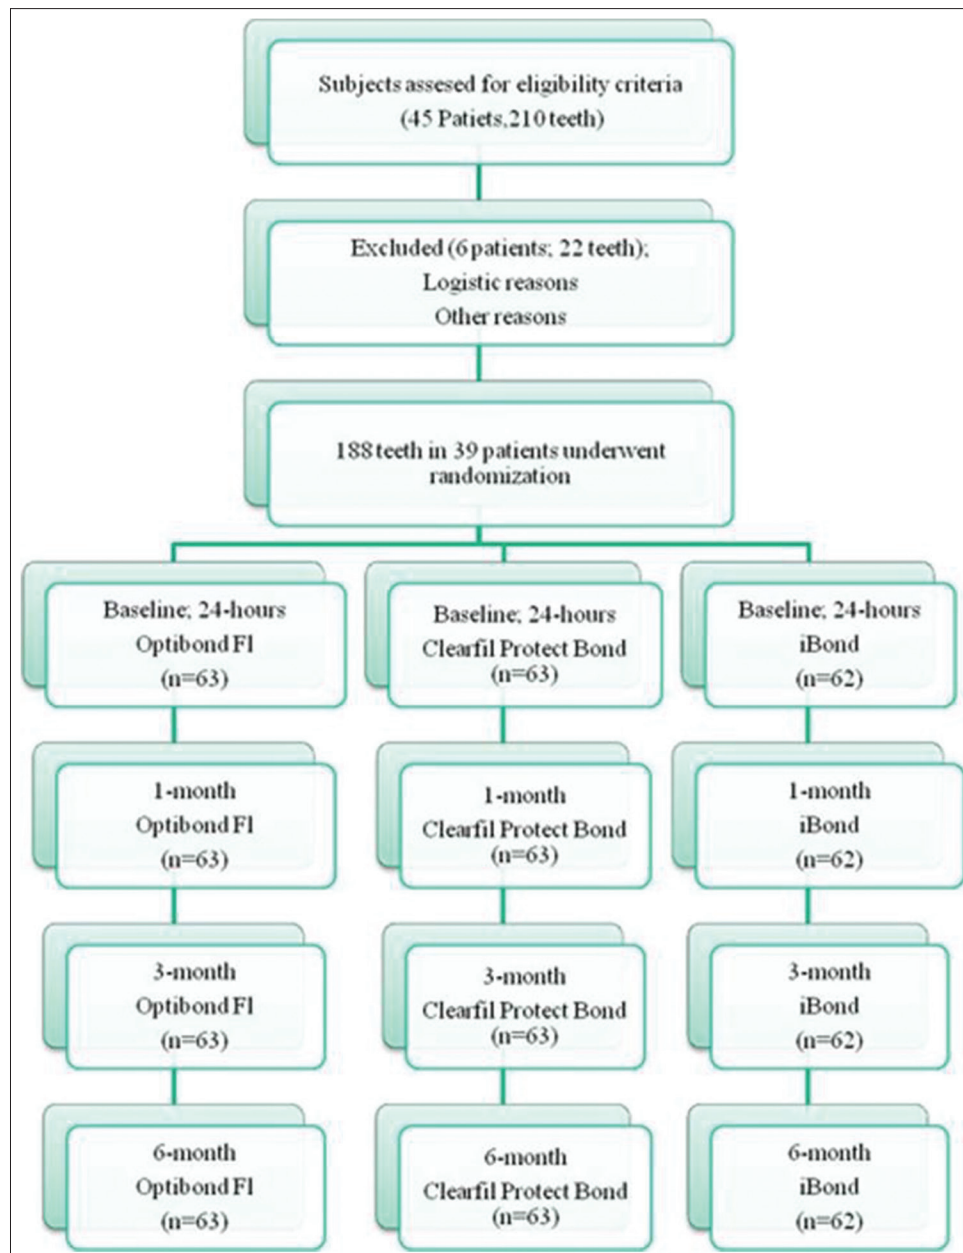 Subjects assesed for eligibility criteria
(45 Patiets,210 teeth)
Excluded (6 patients; 22 teeth);
Logistic reasons
Other reasons
188 teeth in 39 patients underwent
randomization
Baseline; 24-hours
Optibond Fl
(n=63)
Baseline; 24-hours
Clearfil Protect Bond
(n=63)
Baseline; 24-hours
iBond
(n=62)
1-month
Optibond Fl
(n=63)
1-month
Clearfil Protect Bond
(n=63)
1-month
iBond
(n=62)
3-month
Optibond Fl
(n=63)
3-month
Clearfil Protect Bond
(n=63)
3-month
iBond
(n=62)
6-month
Optibond Fl
(n=63)
6-month
Clearfil Protect Bond
(n=63)
6-month
iBond
(n=62)